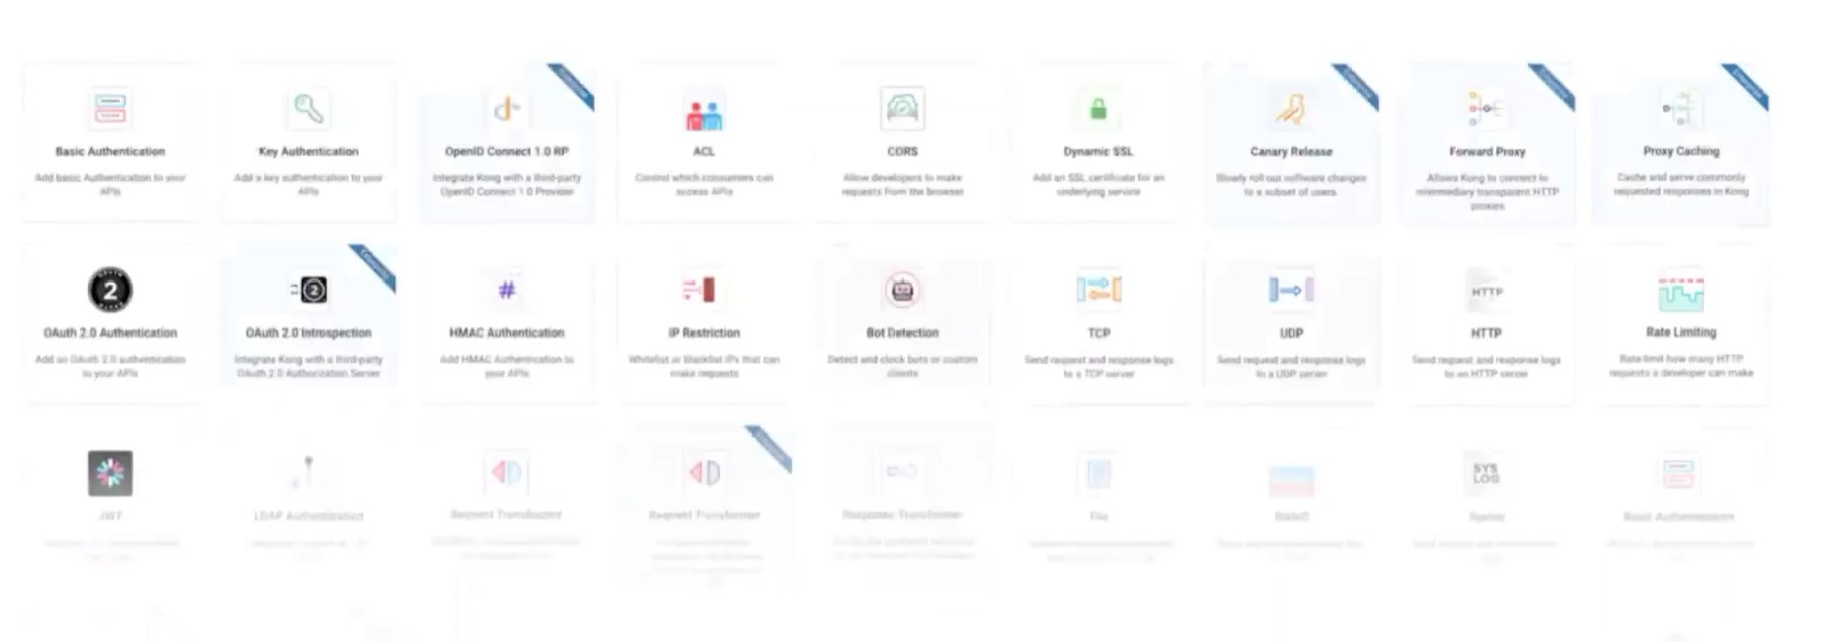 Basic Authentication
Add basic Authentication to your
APIs
Key Authentication
Add a key authentication to your
APIs
OpenID Connect 1.0 RP
Integrate Kong with a third-party
OpenID Connect 1.0 Provider
ACL
Control which consumers can
access APIs
CORS
Allow developers to make
requests from the browser
Dynamic SSL
Add an SSL certificate for an
underlying service
Canary Release
Slowly roll out software changes
to a subset of users
Forward Proxy
Allows Kong to connect to
intermediary transparent HTTP
proxies
Proxy Caching
Cache and serve commonly
requested responses in Kong
2
OAuth 2.0 Authentication
Add an OAuth 2.0 authentication
to your APIs
2
OAuth 2.0 Introspection
Integrate Kong with a third-party
OAuth 2.0 Authorization Server
#
HMAC Authentication
Add HMAC Authentication to
your APIs
IP Restriction
Whitelist or blacklist IPs that can
make requests
Bot Detection
Detect and clock bots or custom
clients
TCP
Send request and response logs
to a TCP server
UDP
Send request and response logs
to a UDP server
HTTP
HTTP
Send request and response logs
to an HTTP server
Rate Limiting
Rate limit how many HTTP
requests a developer can make
JWT
LDAP Authentication
Request Transformer
Request Transformer
Response Transformer
File
SYS
LOG
Syslog
Basic Authentication